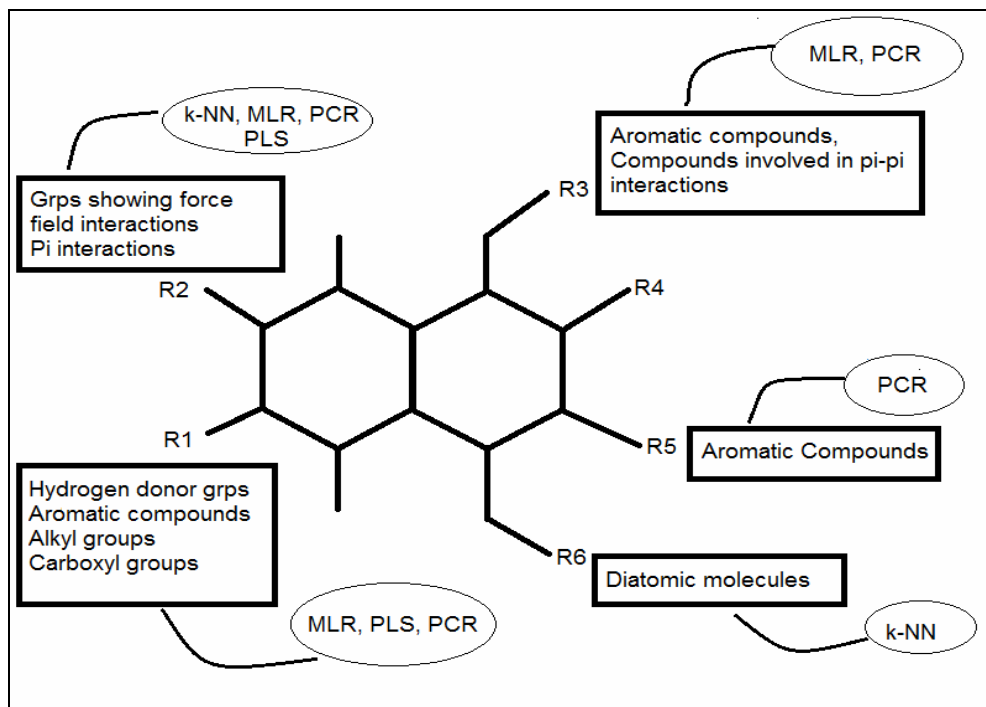 MLR, PCR
k-NN, MLR, PCR
PLS
Aromatic compounds,
Compounds involved in pi-pi
interactions
Grps showing force
field interactions
Pi interactions
R3
R2
R4
PCR
R1
R5
Aromatic Compounds
Hydrogen donor grps
Aromatic compounds
Alkyl groups
Carboxyl groups
R6
Diatomic molecules
MLR, PLS, PCR
k-NN